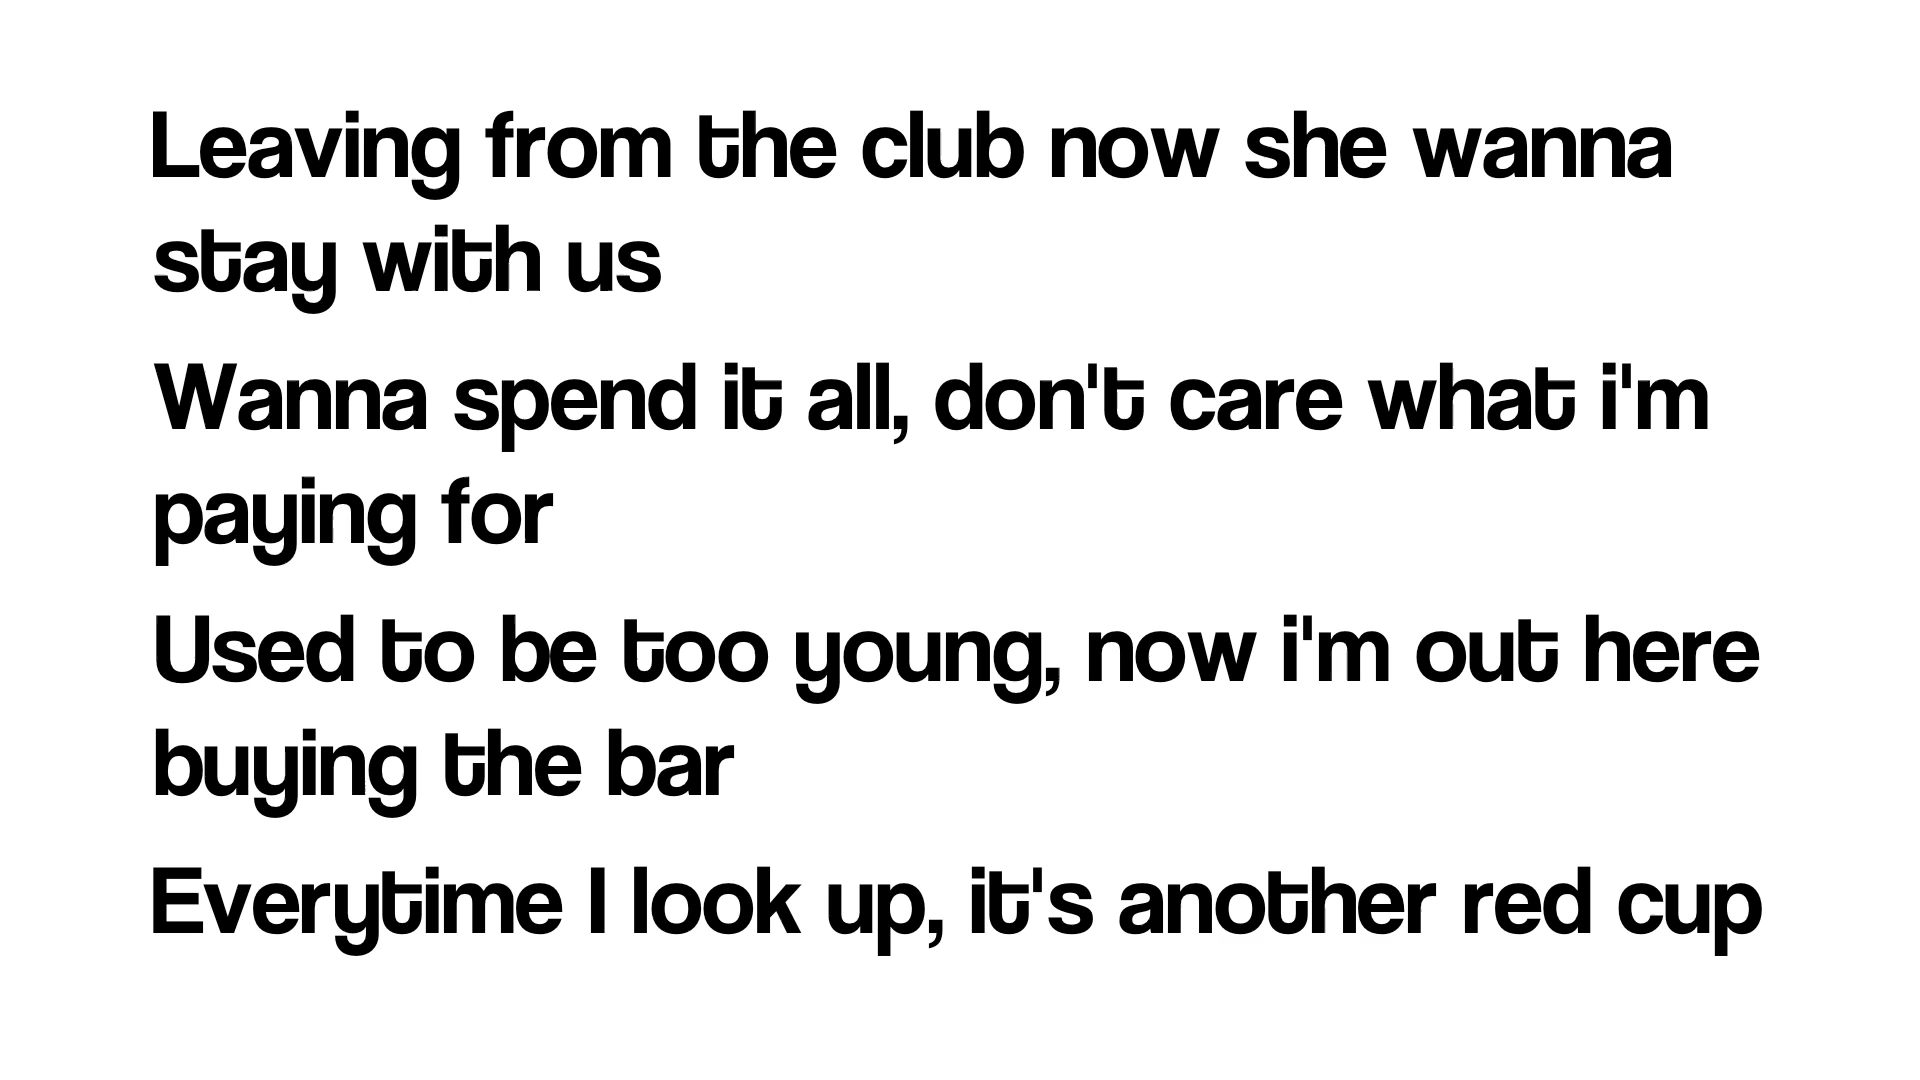 Leaving from the club now she wanna
stay with us
Wanna spend it all, don't care what i'm
paying for
Used to be too young, now i'm out here
buying the bar
Everytime I look up, it's another red cup